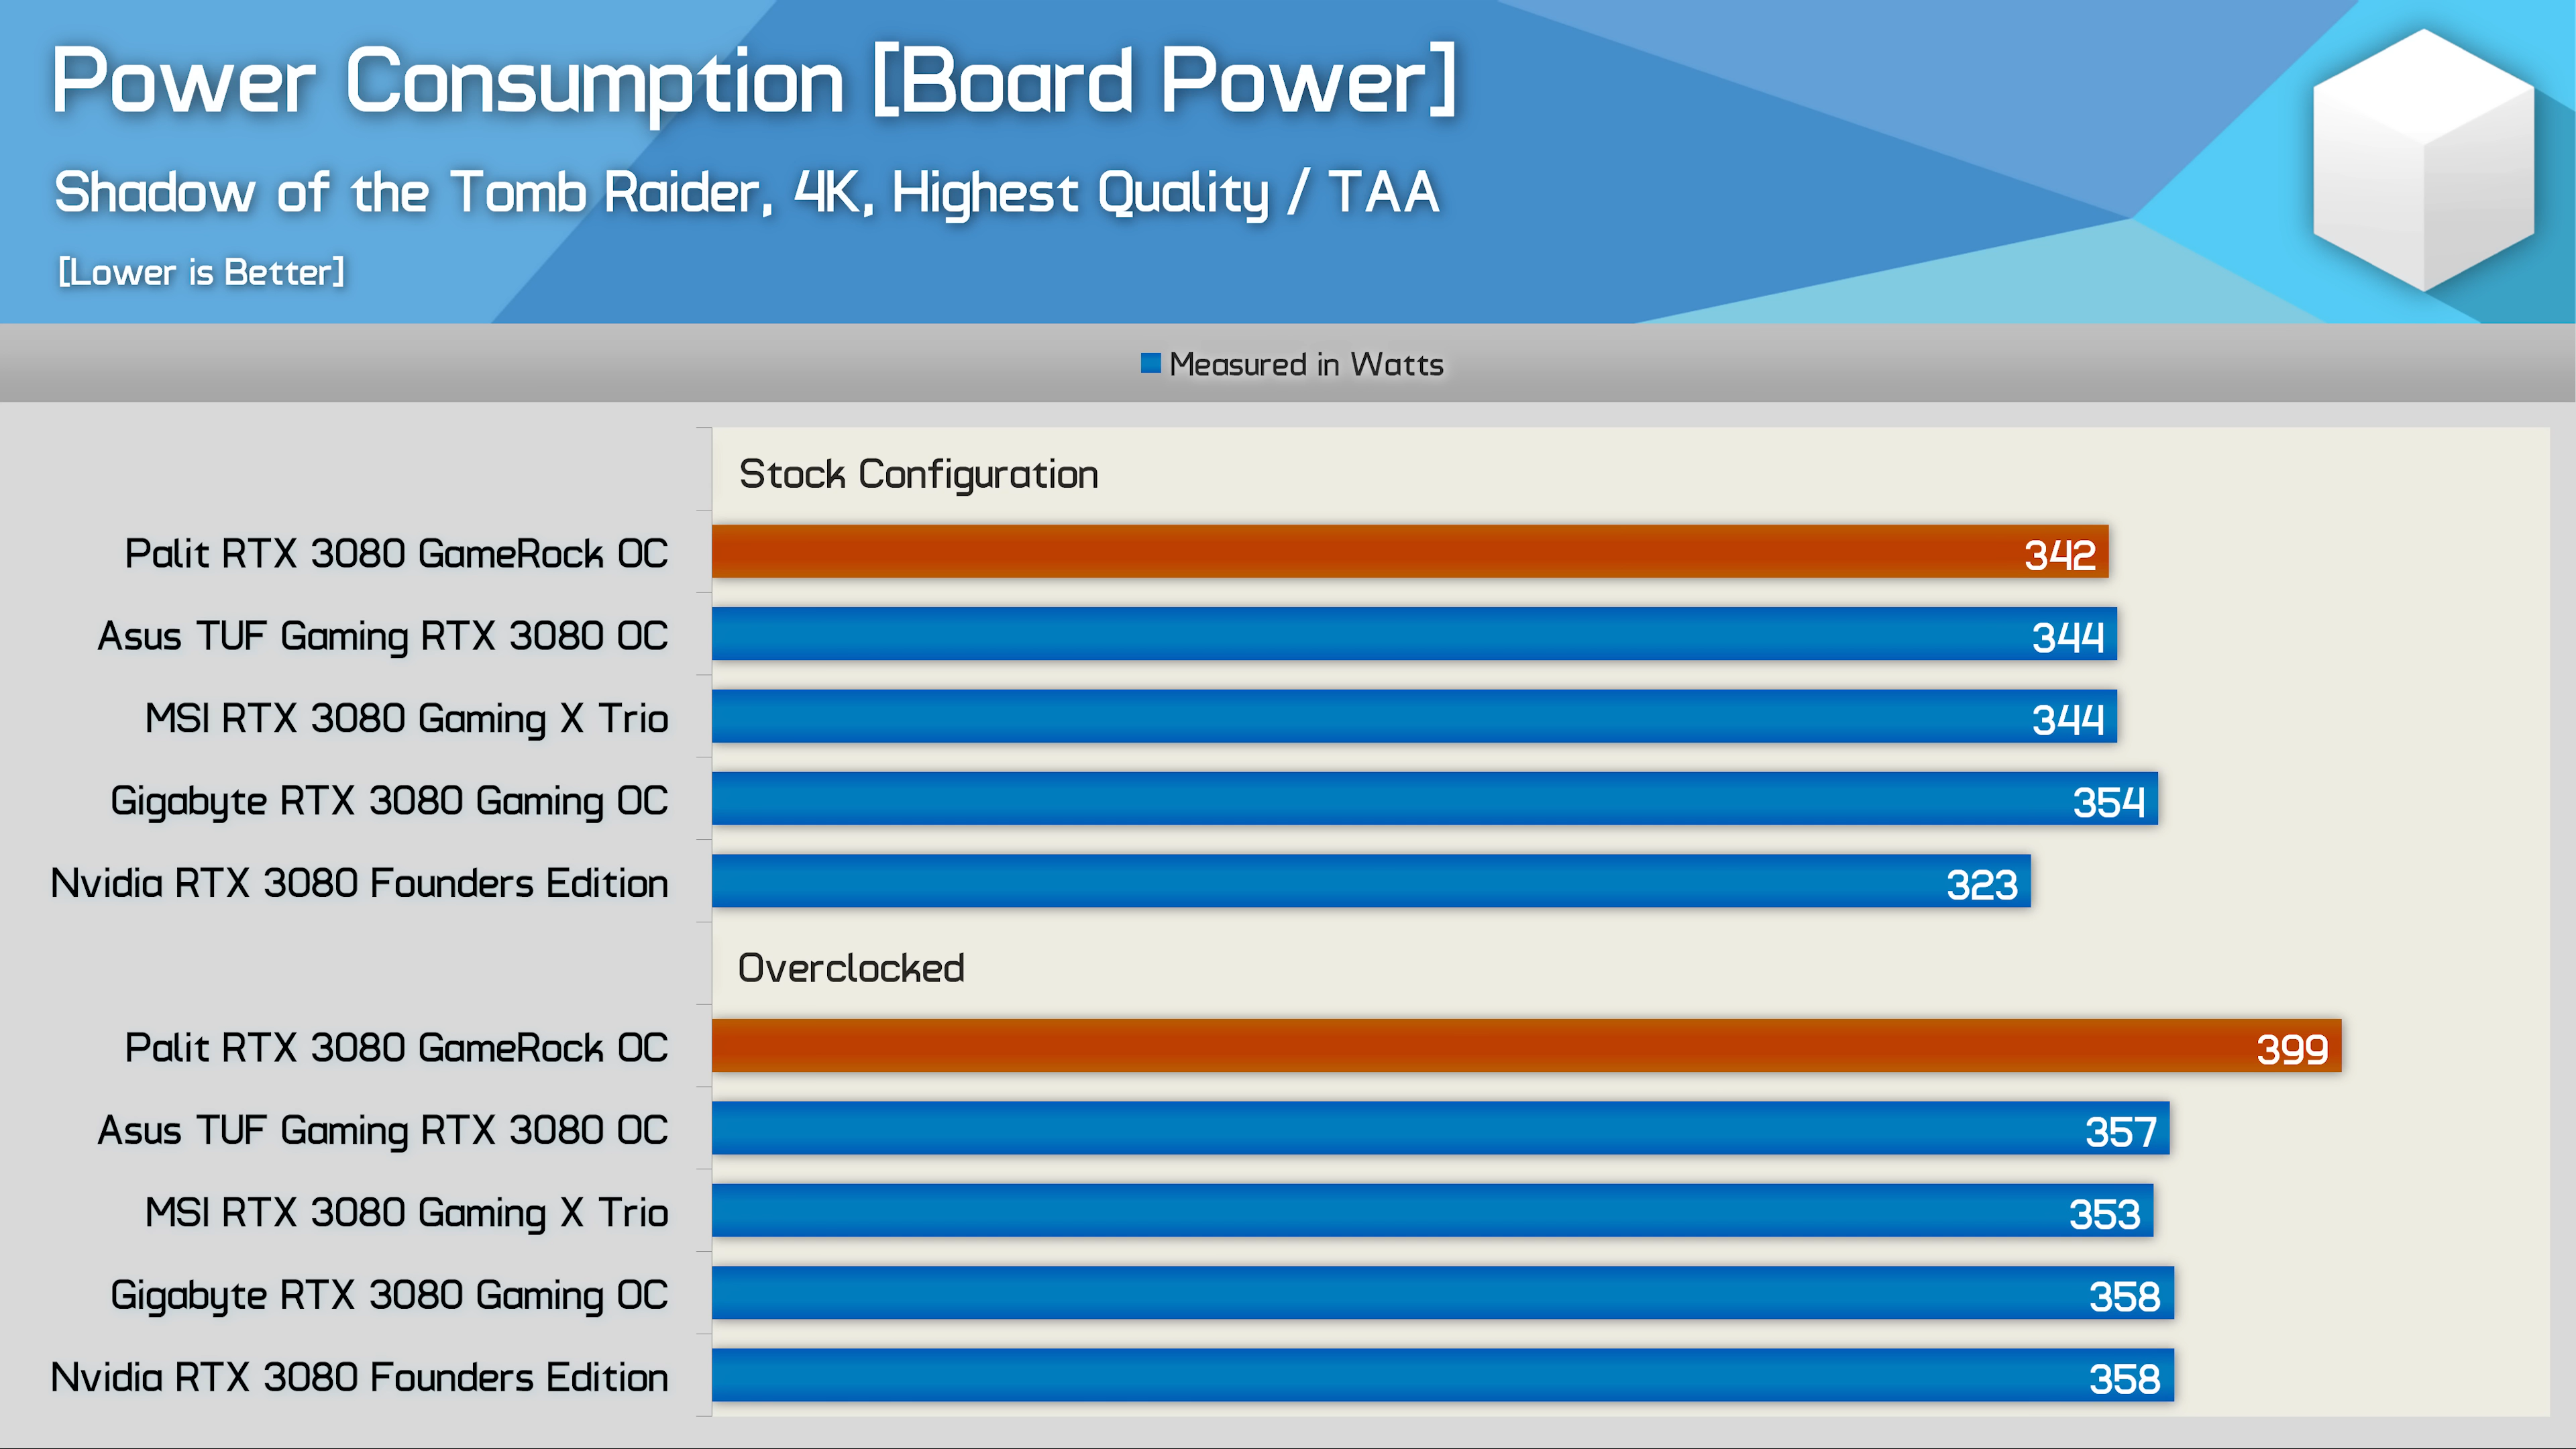 Power Consumption [Board Power]
Shadow of the Tomb Raider, 4K, Highest Quality / TAA
[Lower is Better]
Measured in Watts
Stock Configuration
Palit RTX 3080 GameRock OC 342
Asus TUF Gaming RTX 3080 OC 344
MSI RTX 3080 Gaming X Trio 344
Gigabyte RTX 3080 Gaming OC 354
Nvidia RTX 3080 Founders Edition 323
Overclocked
Palit RTX 3080 GameRock OC 399
Asus TUF Gaming RTX 3080 OC 357
MSI RTX 3080 Gaming X Trio 353
Gigabyte RTX 3080 Gaming OC 358
Nvidia RTX 3080 Founders Edition 358